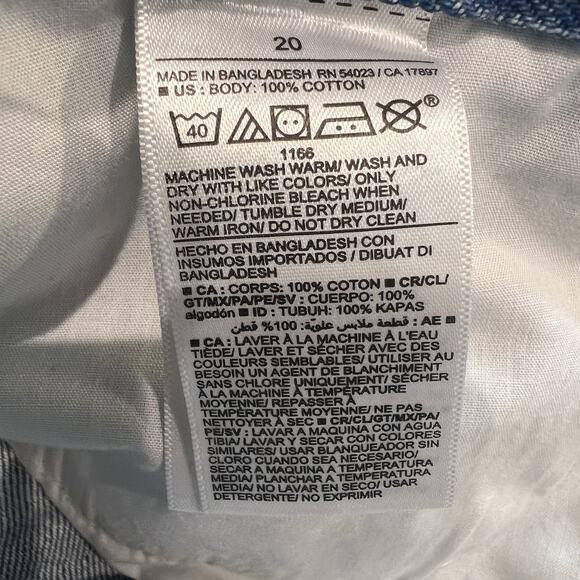 20
MADE IN BANGLADESH RN 54023 / CA 17897
■ US : BODY: 100% COTTON
40 ®
1166
MACHINE WASH WARM/ WASH AND
DRY WITH LIKE COLORS/ ONLY
NON-CHLORINE BLEACH WHEN
NEEDED/ TUMBLE DRY MEDIUM/
WARM IRON/ DO NOT DRY CLEAN
HECHO EN BANGLADESH CON
INSUMOS IMPORTADOS / DIBUAT DI
BANGLADESH
■ CA : CORPS: 100% COTON ■ CR/CL/
GT/MX/PA/PE/SV : CUERPO: 100%
algodón ■ ID : TUBUH: 100% KAPAS
■ AE : قطعة ملابس علوية: 100% قطن
■ CA : LAVER À LA MACHINE À L'EAU
TIÈDE/ LAVER ET SÉCHER AVEC DES
COULEURS SEMBLABLES/ UTILISER AU
BESOIN UN AGENT DE BLANCHIMENT
SANS CHLORE UNIQUEMENT/ SÉCHER
À LA MACHINE À TEMPÉRATURE
MOYENNE/ REPASSER À
TEMPÉRATURE MOYENNE/ NE PAS
NETTOYER À SEC ■ CR/CL/GT/MX/PA/
PE/SV : LAVAR A MAQUINA CON AGUA
TIBIA/ LAVAR Y SECAR CON COLORES
SIMILARES/ USAR BLANQUEADOR SIN
CLORO CUANDO SEA NECESARIO/
SECAR A MAQUINA A TEMPERATURA
MEDIA/ PLANCHAR A TEMPERATURA
MEDIA/ NO LAVAR EN SECO/ USAR
DETERGENTE/ NO EXPRIMIR